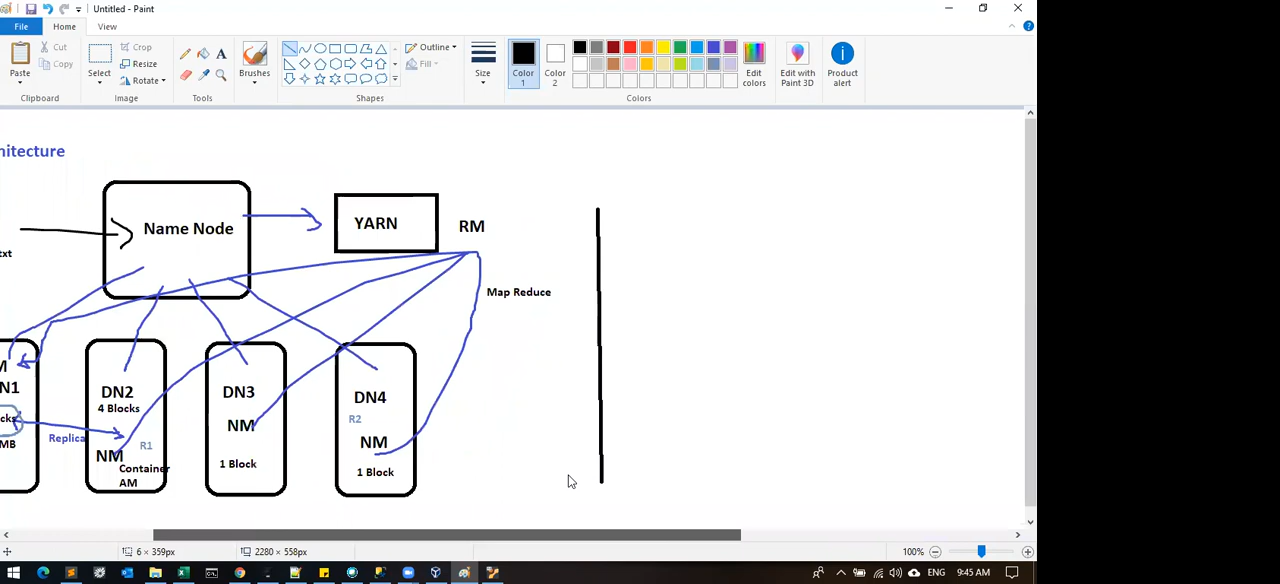 Untitled - Paint
File
Home
View
Paste
Cut
Copy
Clipboard
Select
Crop
Resize
Rotate
Image
A
Tools
Brushes
Outline
Fill
Shapes
Size
Color
1
Color
2
Colors
Edit
colors
Edit with
Paint 3D
Product
alert
hitecture
Name Node
YARN
RM
txt
Map Reduce
M
N1
cks
MB
Replica
DN2
4 Blocks
R1
NM
Container
AM
DN3
NM
1 Block
DN4
R2
NM
1 Block
6 × 359px
2280 × 558px
100%
ENG
9:45 AM